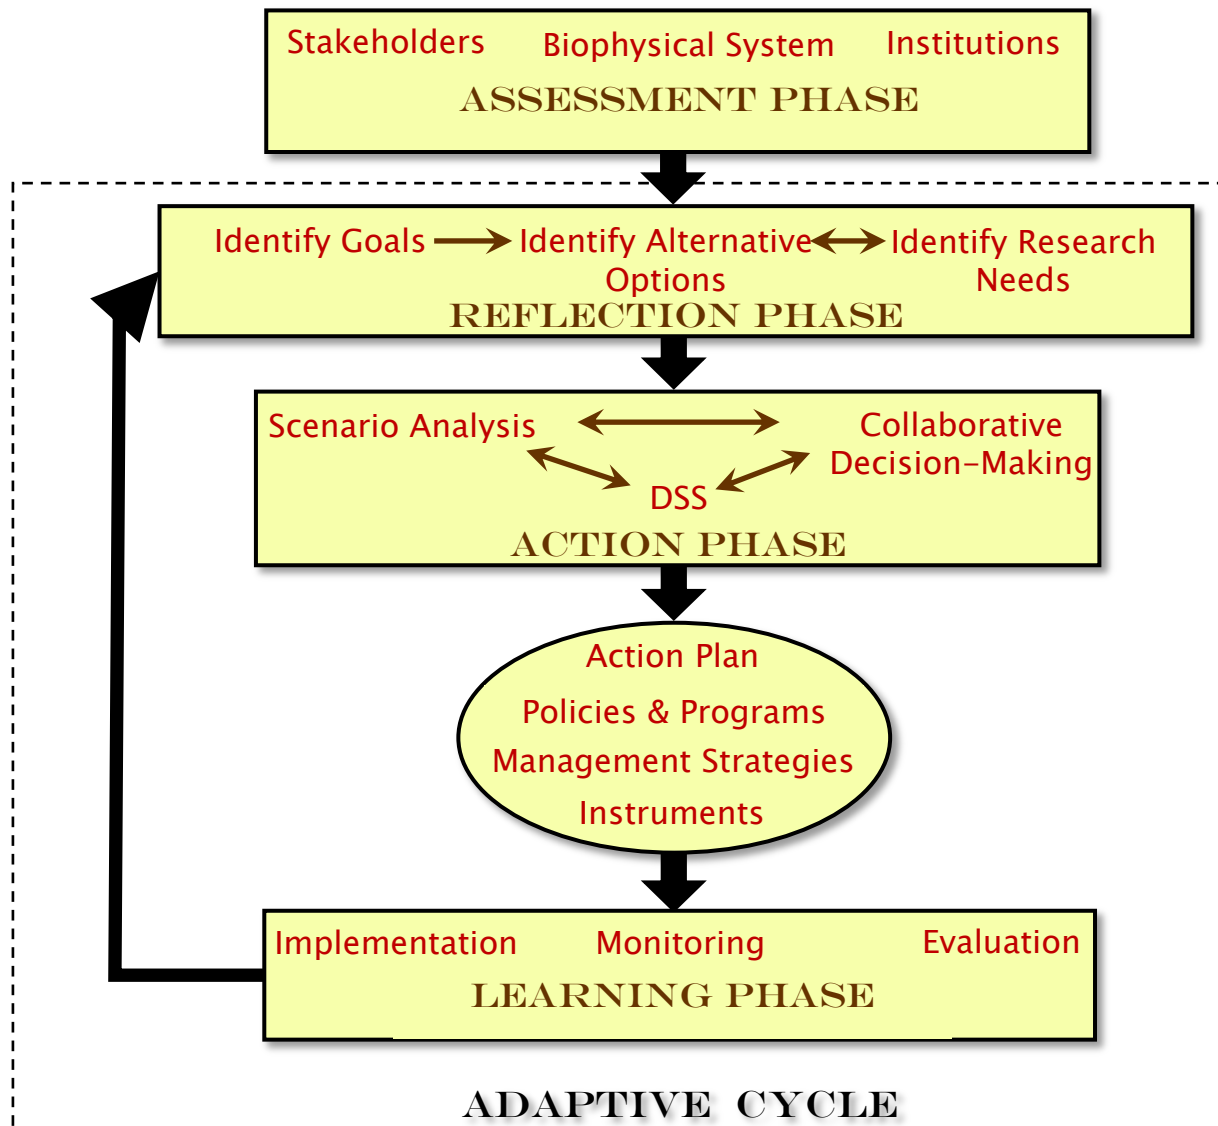 Stakeholders Biophysical System Institutions
ASSESSMENT PHASE
Identify Goals Identify Alternative Identify Research
Options Needs
REFLECTION PHASE
Scenario Analysis Collaborative
Decision-Making
DSS
ACTION PHASE
Action Plan
Policies & Programs
Management Strategies
Instruments
Implementation Monitoring Evaluation
LEARNING PHASE
ADAPTIVE CYCLE